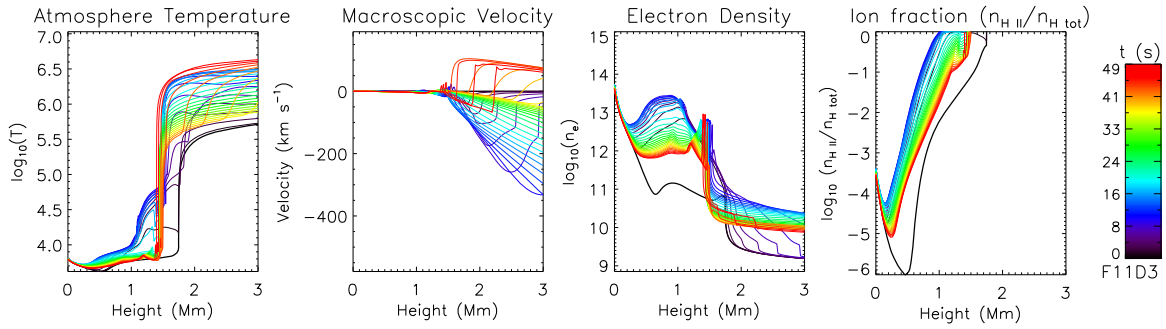 Atmosphere Temperature
Macroscopic Velocity
Electron Density
Ion fraction (n_H II/n_H tot)
log10(T)
7.0
6.5
6.0
5.5
5.0
4.5
4.0
0 1 2 3
Height (Mm)
Velocity (km s^-1)
0
-200
-400
0 1 2 3
Height (Mm)
log10(n_e)
15
14
13
12
11
10
9
0 1 2 3
Height (Mm)
log10 (n_H II/n_H tot)
0
-1
-2
-3
-4
-5
-6
0 1 2 3
Height (Mm)
t (s)
49
41
32
24
16
8
0
F11D3